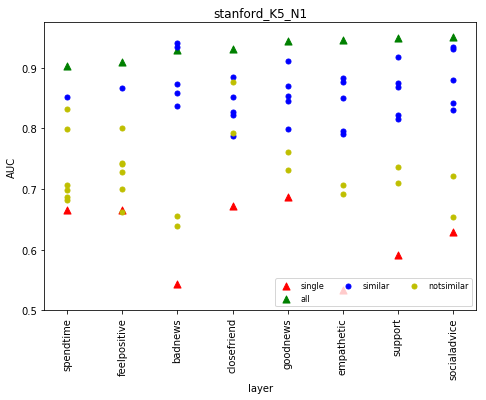 stanford_K5_N1
AUC
0.9
0.8
0.7
0.6
0.5
single
all
similar
notsimilar
spendtime
feelpositive
badnews
closefriend
goodnews
empathetic
support
socialadvice
layer